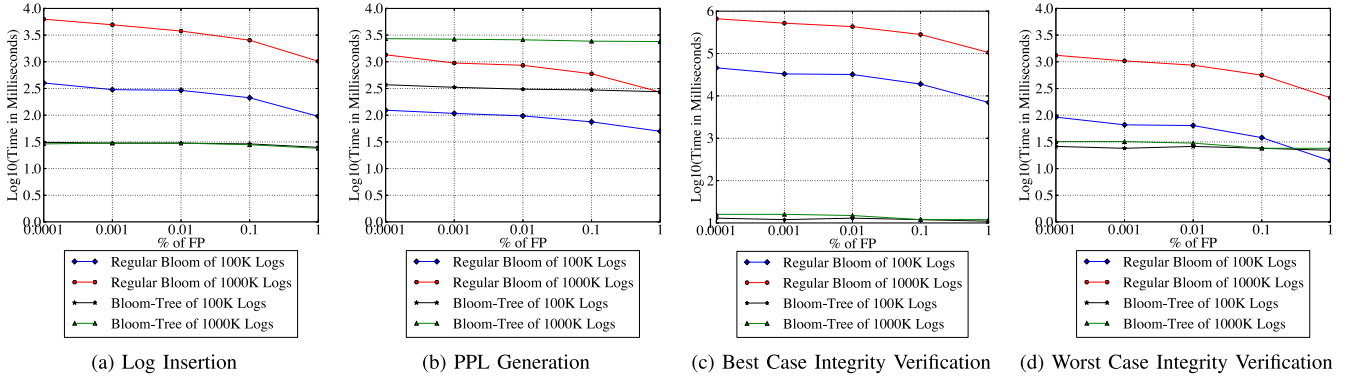 Log10(Time in Milliseconds)
4.0
3.5
3.0
2.5
2.0
1.5
1.0
0.5
0.0
0.0001
0.001
0.01
0.1
1
% of FP
Regular Bloom of 100K Logs
Regular Bloom of 1000K Logs
Bloom-Tree of 100K Logs
Bloom-Tree of 1000K Logs
(a) Log Insertion
Log10(Time in Milliseconds)
4.0
3.5
3.0
2.5
2.0
1.5
1.0
0.5
0.0
0.0001
0.001
0.01
0.1
1
% of FP
Regular Bloom of 100K Logs
Regular Bloom of 1000K Logs
Bloom-Tree of 100K Logs
Bloom-Tree of 1000K Logs
(b) PPL Generation
Log10(Time in Milliseconds)
6
5
4
3
2
1
0.0001
0.001
0.01
0.1
1
% of FP
Regular Bloom of 100K Logs
Regular Bloom of 1000K Logs
Bloom-Tree of 100K Logs
Bloom-Tree of 1000K Logs
(c) Best Case Integrity Verification
Log10(Time in Milliseconds)
4.0
3.5
3.0
2.5
2.0
1.5
1.0
0.5
0.0
0.0001
0.001
0.01
0.1
1
% of FP
Regular Bloom of 100K Logs
Regular Bloom of 1000K Logs
Bloom-Tree of 100K Logs
Bloom-Tree of 1000K Logs
(d) Worst Case Integrity Verification